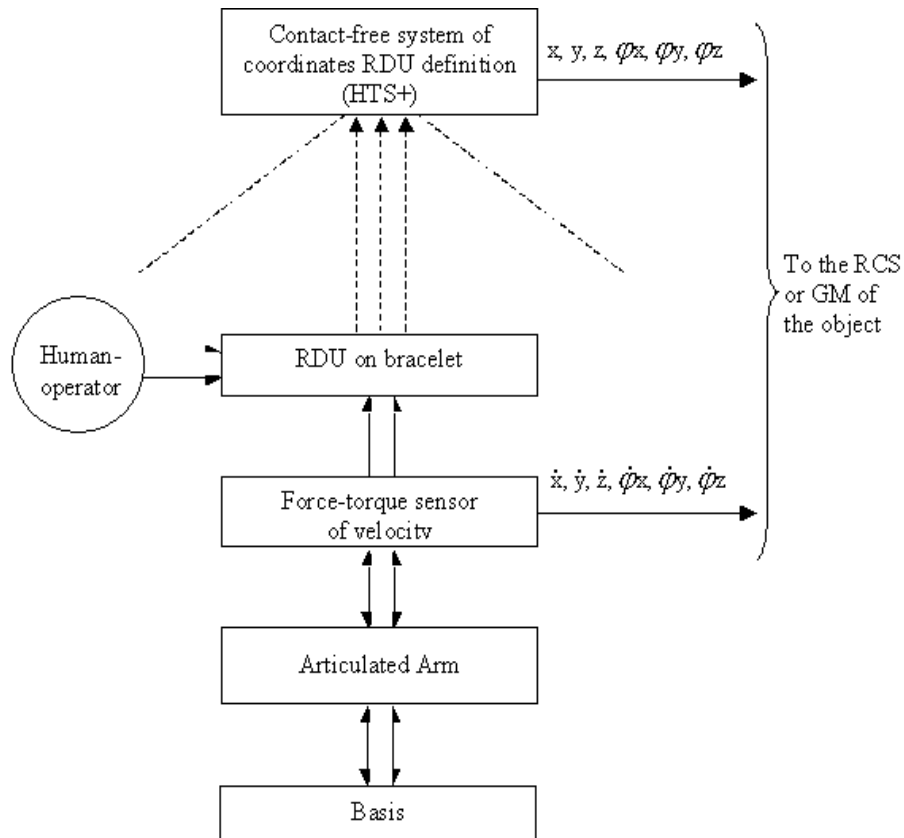 Contact-free system of
coordinates RDU definition
(HTS+)
x, y, z, φx, φy, φz
To the RCS
or GM of
the object
Human-
operator
RDU on bracelet
Force-torque sensor
of velocity
ẋ, ẏ, ż, φ̇x, φ̇y, φ̇z
Articulated Arm
Basis